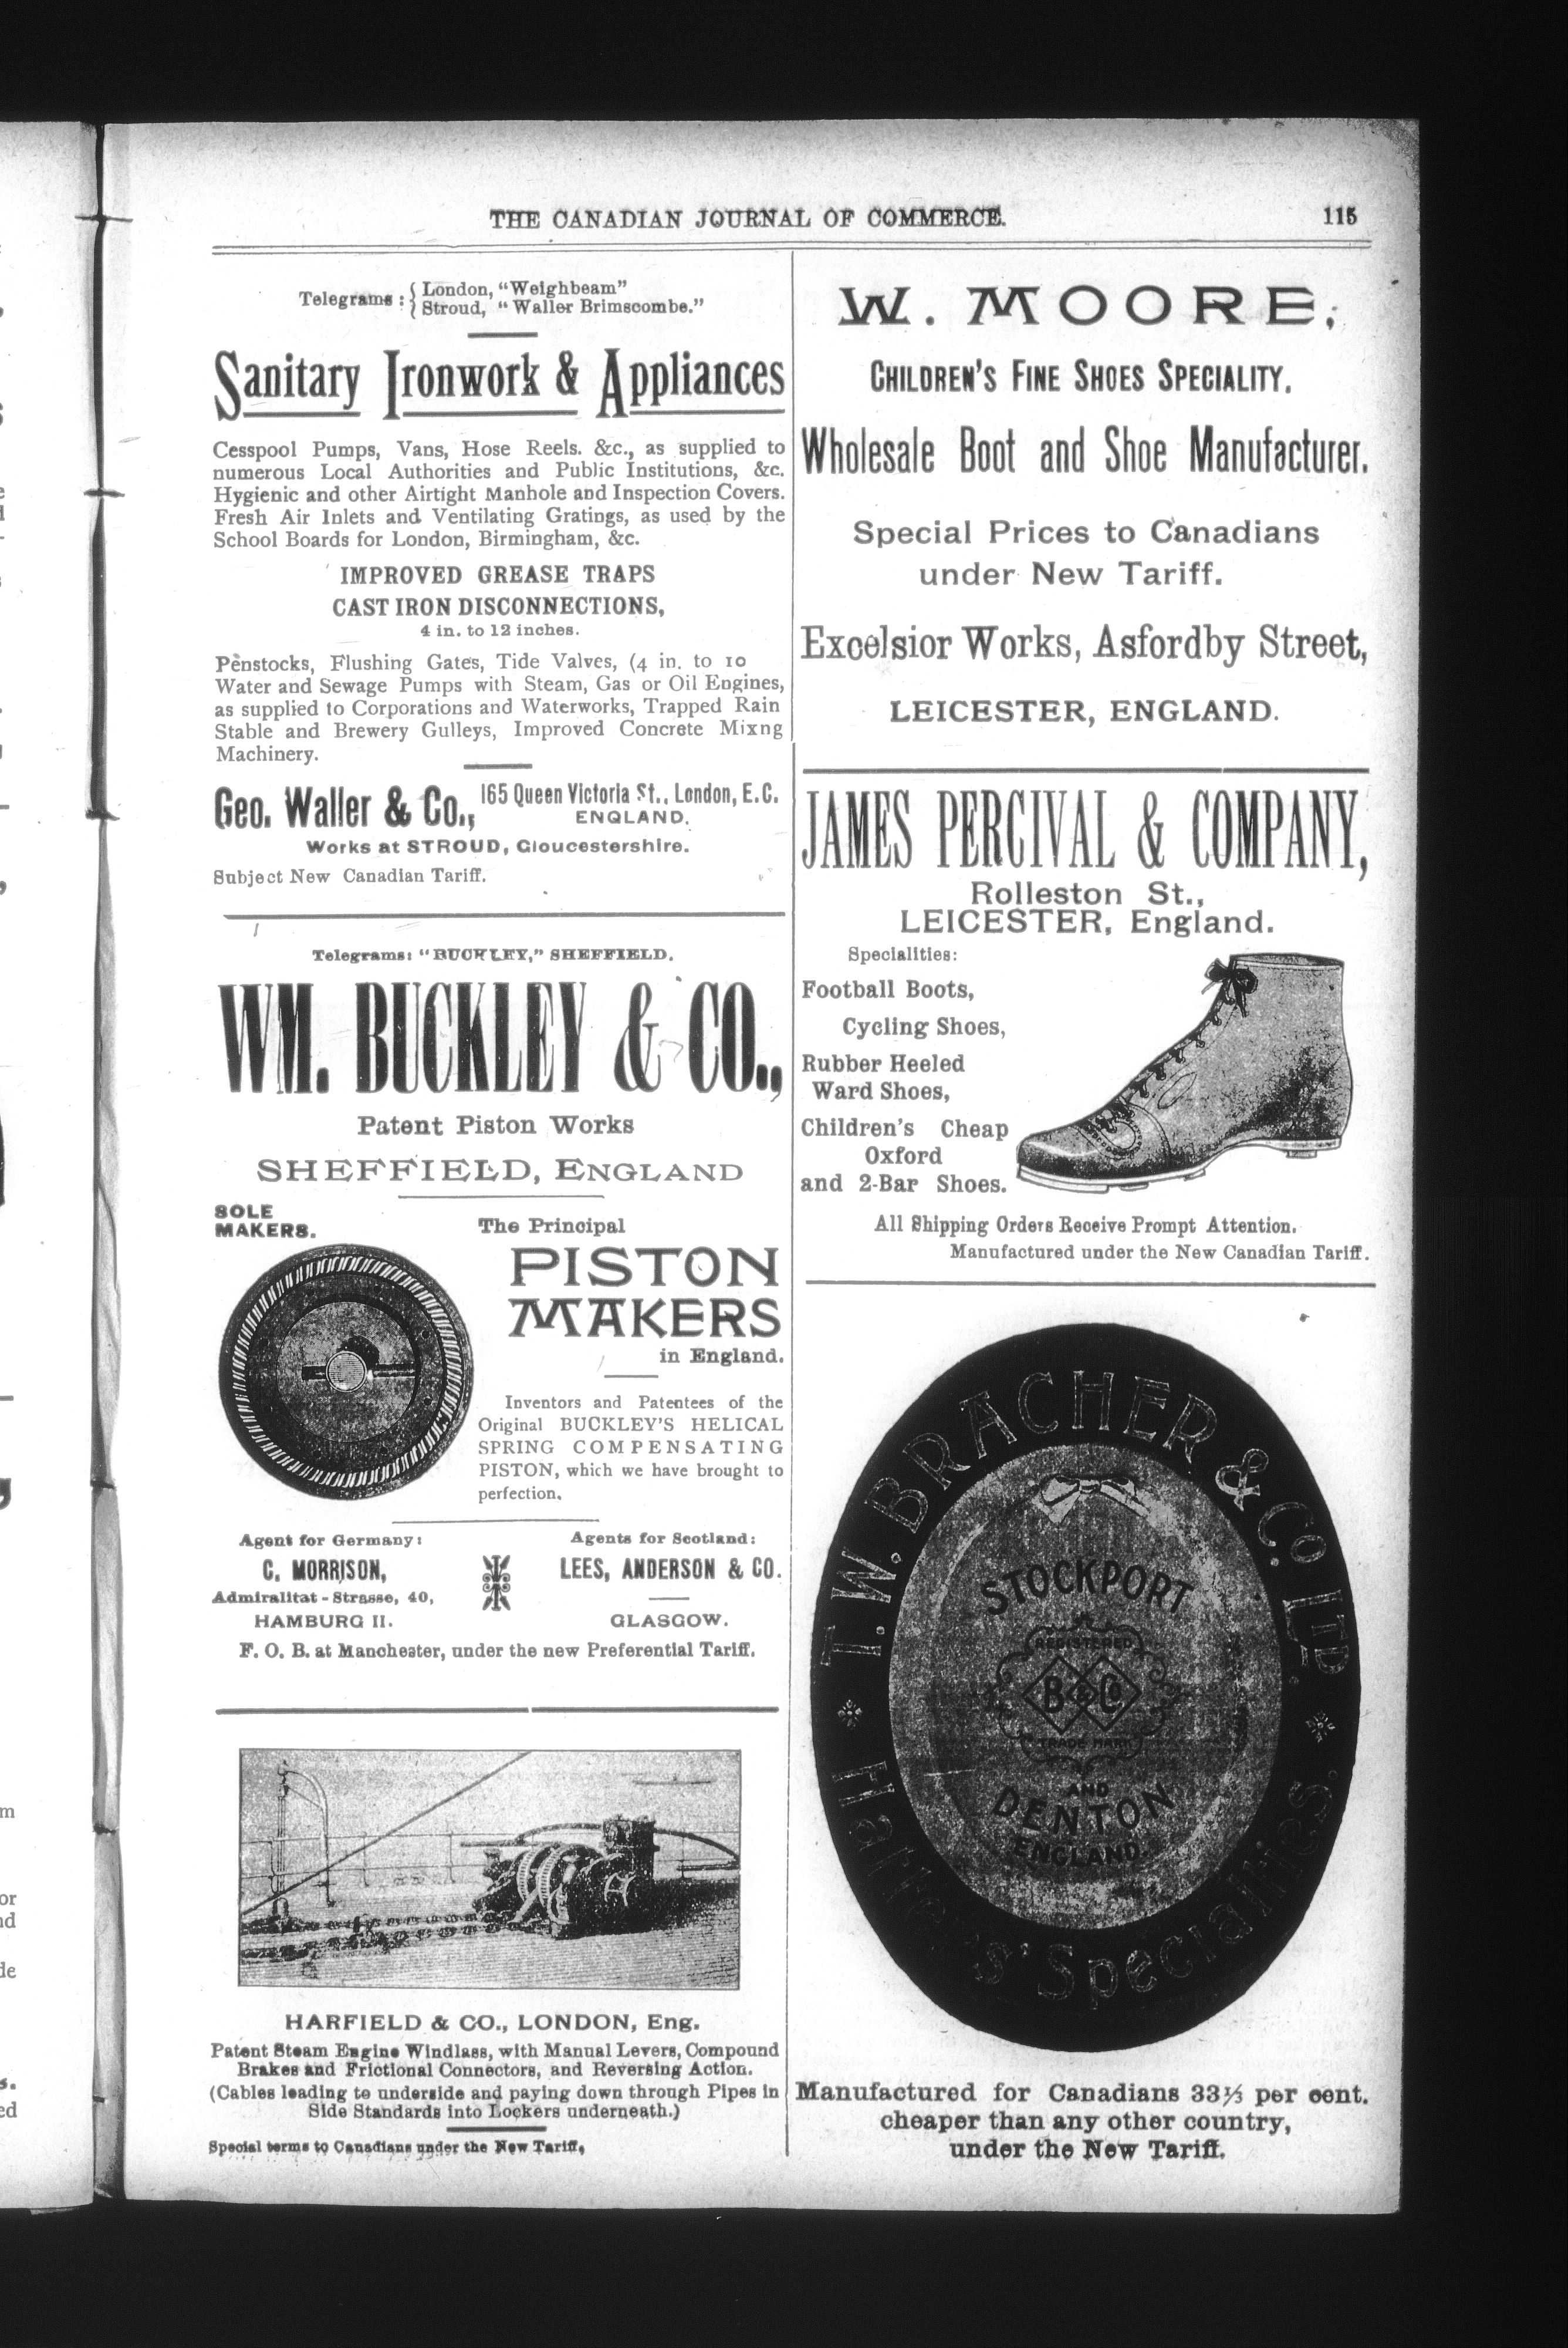 THE CANADIAN JOURNAL OF COMMERCE. 115
Telegrams: { London, "Weighbeam"
Stroud, "Waller Brimscombe."
Sanitary Ironwork & Appliances
Cesspool Pumps, Vans, Hose Reels. &c., as supplied to
numerous Local Authorities and Public Institutions, &c.
Hygienic and other Airtight Manhole and Inspection Covers.
Fresh Air Inlets and Ventilating Gratings, as used by the
School Boards for London, Birmingham, &c.
IMPROVED GREASE TRAPS
CAST IRON DISCONNECTIONS,
4 in. to 12 inches.
Penstocks, Flushing Gates, Tide Valves, (4 in. to 10
Water and Sewage Pumps with Steam, Gas or Oil Engines,
as supplied to Corporations and Waterworks, Trapped Rain
Stable and Brewery Gulleys, Improved Concrete Mixng
Machinery.
Geo. Waller & Co., 165 Queen Victoria St., London, E.C.
ENGLAND.
Works at STROUD, Gloucestershire.
Subject New Canadian Tariff.
Telegrams: "BUCKLEY," SHEFFIELD.
WM. BUCKLEY & CO.,
Patent Piston Works
SHEFFIELD, ENGLAND
SOLE
MAKERS.
The Principal
PISTON
MAKERS
in England.
Inventors and Patentees of the
Original BUCKLEY'S HELICAL
SPRING COMPENSATING
PISTON, which we have brought to
perfection.
Agent for Germany:
C. MORRISON,
Admiralitat-Strasse, 40,
HAMBURG II.
Agents for Scotland:
LEES, ANDERSON & CO.
GLASGOW.
F. O. B. at Manchester, under the new Preferential Tariff.
HARFIELD & CO., LONDON, Eng.
Patent Steam Engine Windlass, with Manual Levers, Compound
Brakes and Frictional Connectors, and Reversing Action.
(Cables leading to underside and paying down through Pipes in
Side Standards into Lockers underneath.)
Special terms to Canadians under the New Tariff,
W. MOORE,
CHILDREN'S FINE SHOES SPECIALITY.
Wholesale Boot and Shoe Manufacturer.
Special Prices to Canadians
under New Tariff.
Excelsior Works, Asfordby Street,
LEICESTER, ENGLAND.
JAMES PERCIVAL & COMPANY,
Rolleston St.,
LEICESTER, England.
Specialities:
Football Boots,
Cycling Shoes,
Rubber Heeled
Ward Shoes,
Children's Cheap
Oxford
and 2-Bar Shoes.
All Shipping Orders Receive Prompt Attention.
Manufactured under the New Canadian Tariff.
T.W. BRACHER & CO. LTD.
STOCKPORT
REGISTERED
B & Co
TRADE MARK
AND
DENTON
ENGLAND.
Hatters' Specialities.
Manufactured for Canadians 33⅓ per cent.
cheaper than any other country,
under the New Tariff.